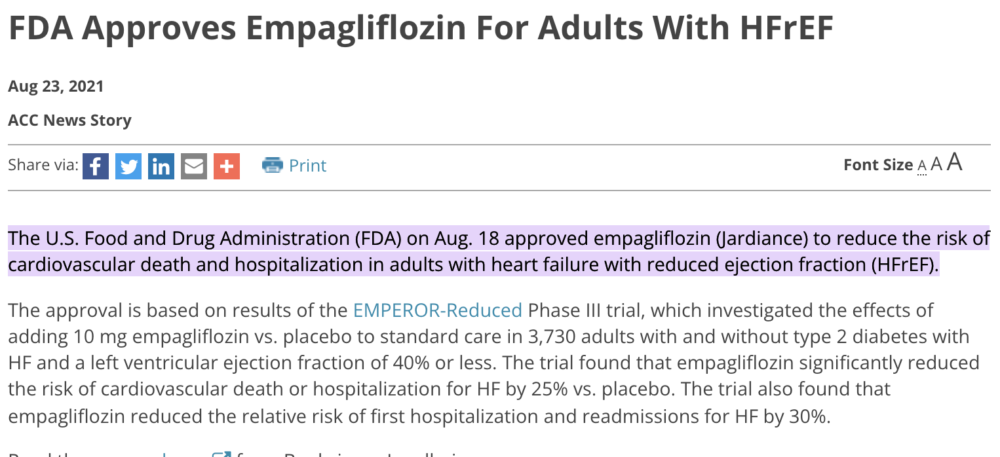 FDA Approves Empagliflozin For Adults With HFrEF
Aug 23, 2021
ACC News Story
Share via: f in Print Font Size A A A
The U.S. Food and Drug Administration (FDA) on Aug. 18 approved empagliflozin (Jardiance) to reduce the risk of
cardiovascular death and hospitalization in adults with heart failure with reduced ejection fraction (HFrEF).
The approval is based on results of the EMPEROR-Reduced Phase III trial, which investigated the effects of
adding 10 mg empagliflozin vs. placebo to standard care in 3,730 adults with and without type 2 diabetes with
HF and a left ventricular ejection fraction of 40% or less. The trial found that empagliflozin significantly reduced
the risk of cardiovascular death or hospitalization for HF by 25% vs. placebo. The trial also found that
empagliflozin reduced the relative risk of first hospitalization and readmissions for HF by 30%.